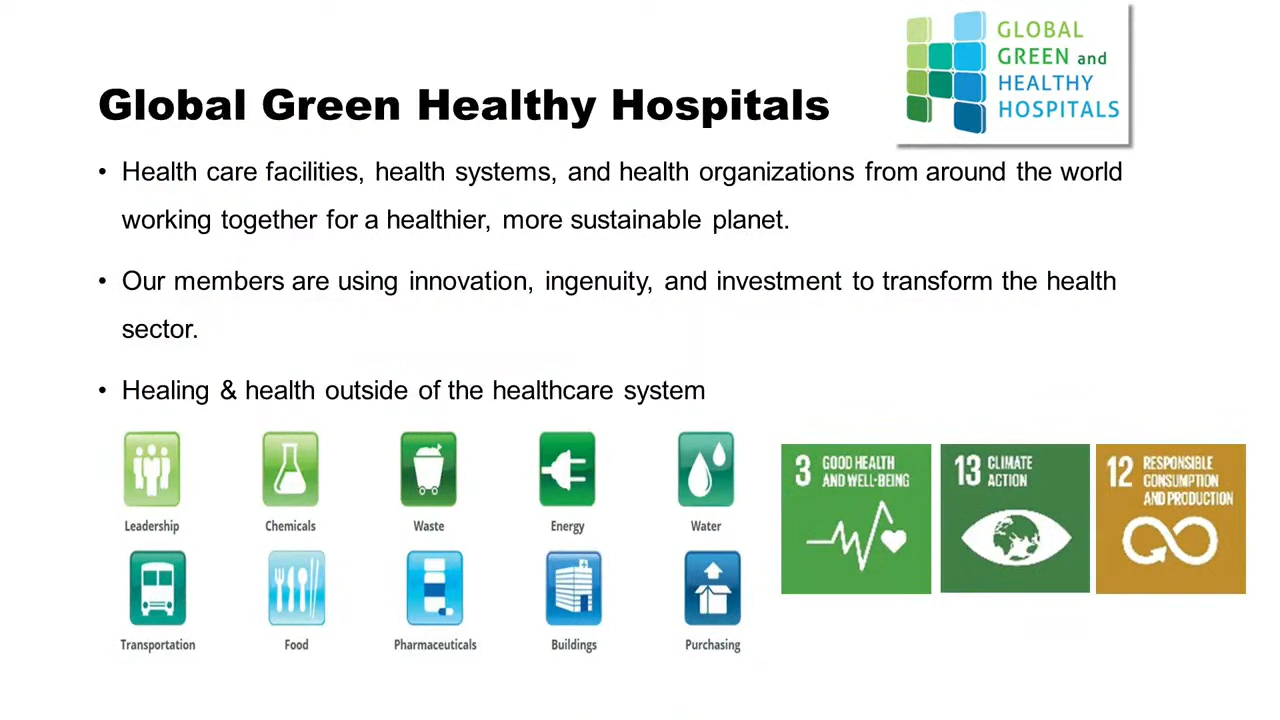 GLOBAL
GREEN and
HEALTHY
HOSPITALS
Global Green Healthy Hospitals
• Health care facilities, health systems, and health organizations from around the world
working together for a healthier, more sustainable planet.
• Our members are using innovation, ingenuity, and investment to transform the health
sector.
• Healing & health outside of the healthcare system
Leadership
Chemicals
Waste
Energy
Water
Transportation
Food
Pharmaceuticals
Buildings
Purchasing
3 GOOD HEALTH
AND WELL-BEING
13 CLIMATE
ACTION
12 RESPONSIBLE
CONSUMPTION
AND PRODUCTION